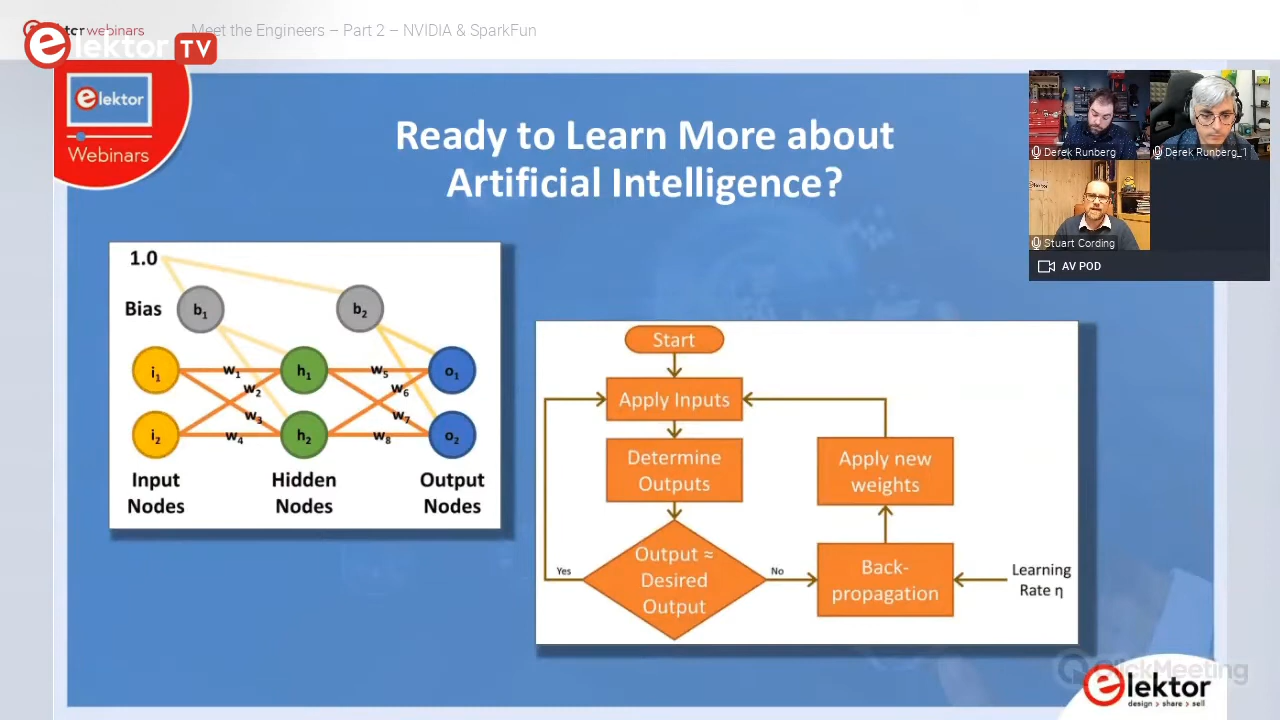 elektor webinars
Meet the Engineers – Part 2 – NVIDIA & SparkFun
elektor TV
elektor
Webinars
Ready to Learn More about
Artificial Intelligence?
Derek Runberg
Derek Runberg_1
Stuart Cording
AV POD
1.0
Bias
b₁
b₂
i₁
w₁
h₁
w₅
o₁
w₂
w₆
w₃
w₇
i₂
w₄
h₂
w₈
o₂
Input
Nodes
Hidden
Nodes
Output
Nodes
Start
Apply Inputs
Determine
Outputs
Output ≈
Desired
Output
Yes
No
Apply new
weights
Back-
propagation
Learning
Rate η
ClickMeeting
elektor
design > share > sell